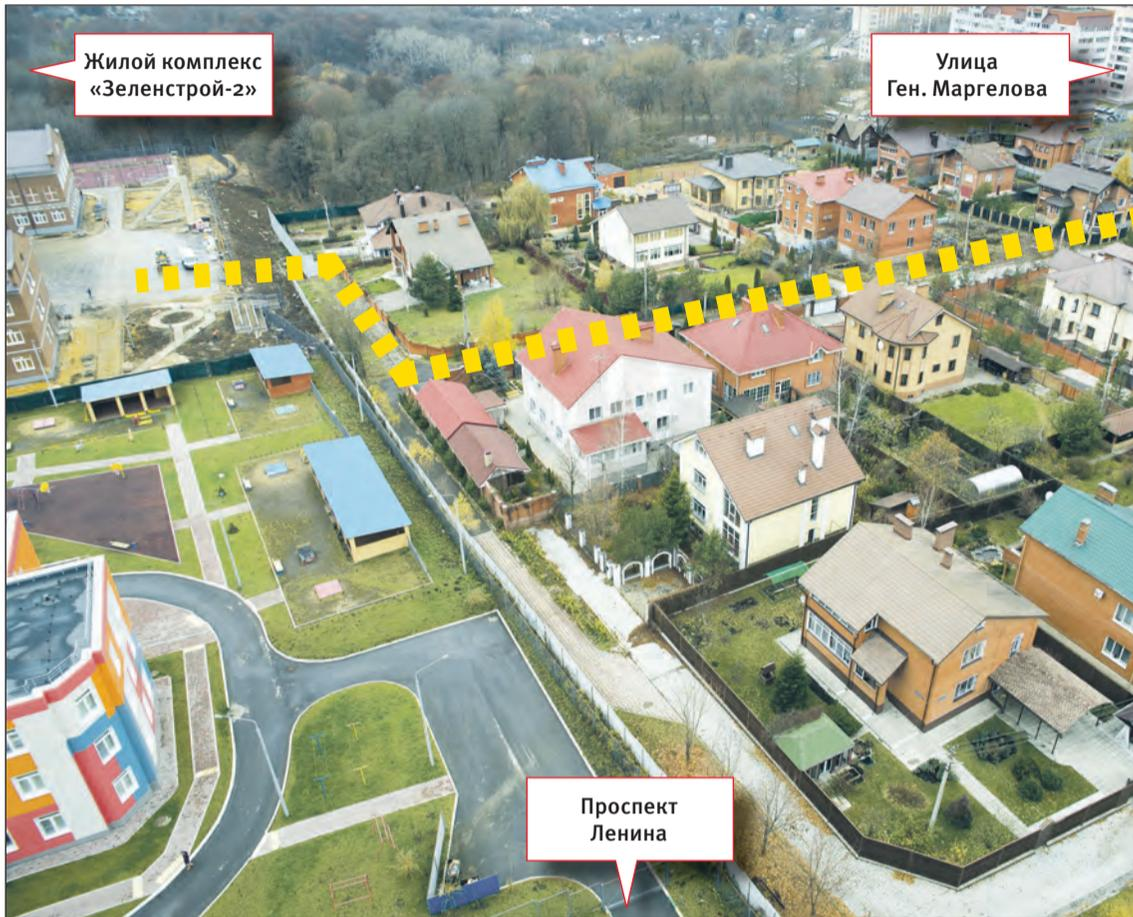 Жилой комплекс
«Зеленстрой-2»
Улица
Ген. Маргелова
Проспект
Ленина